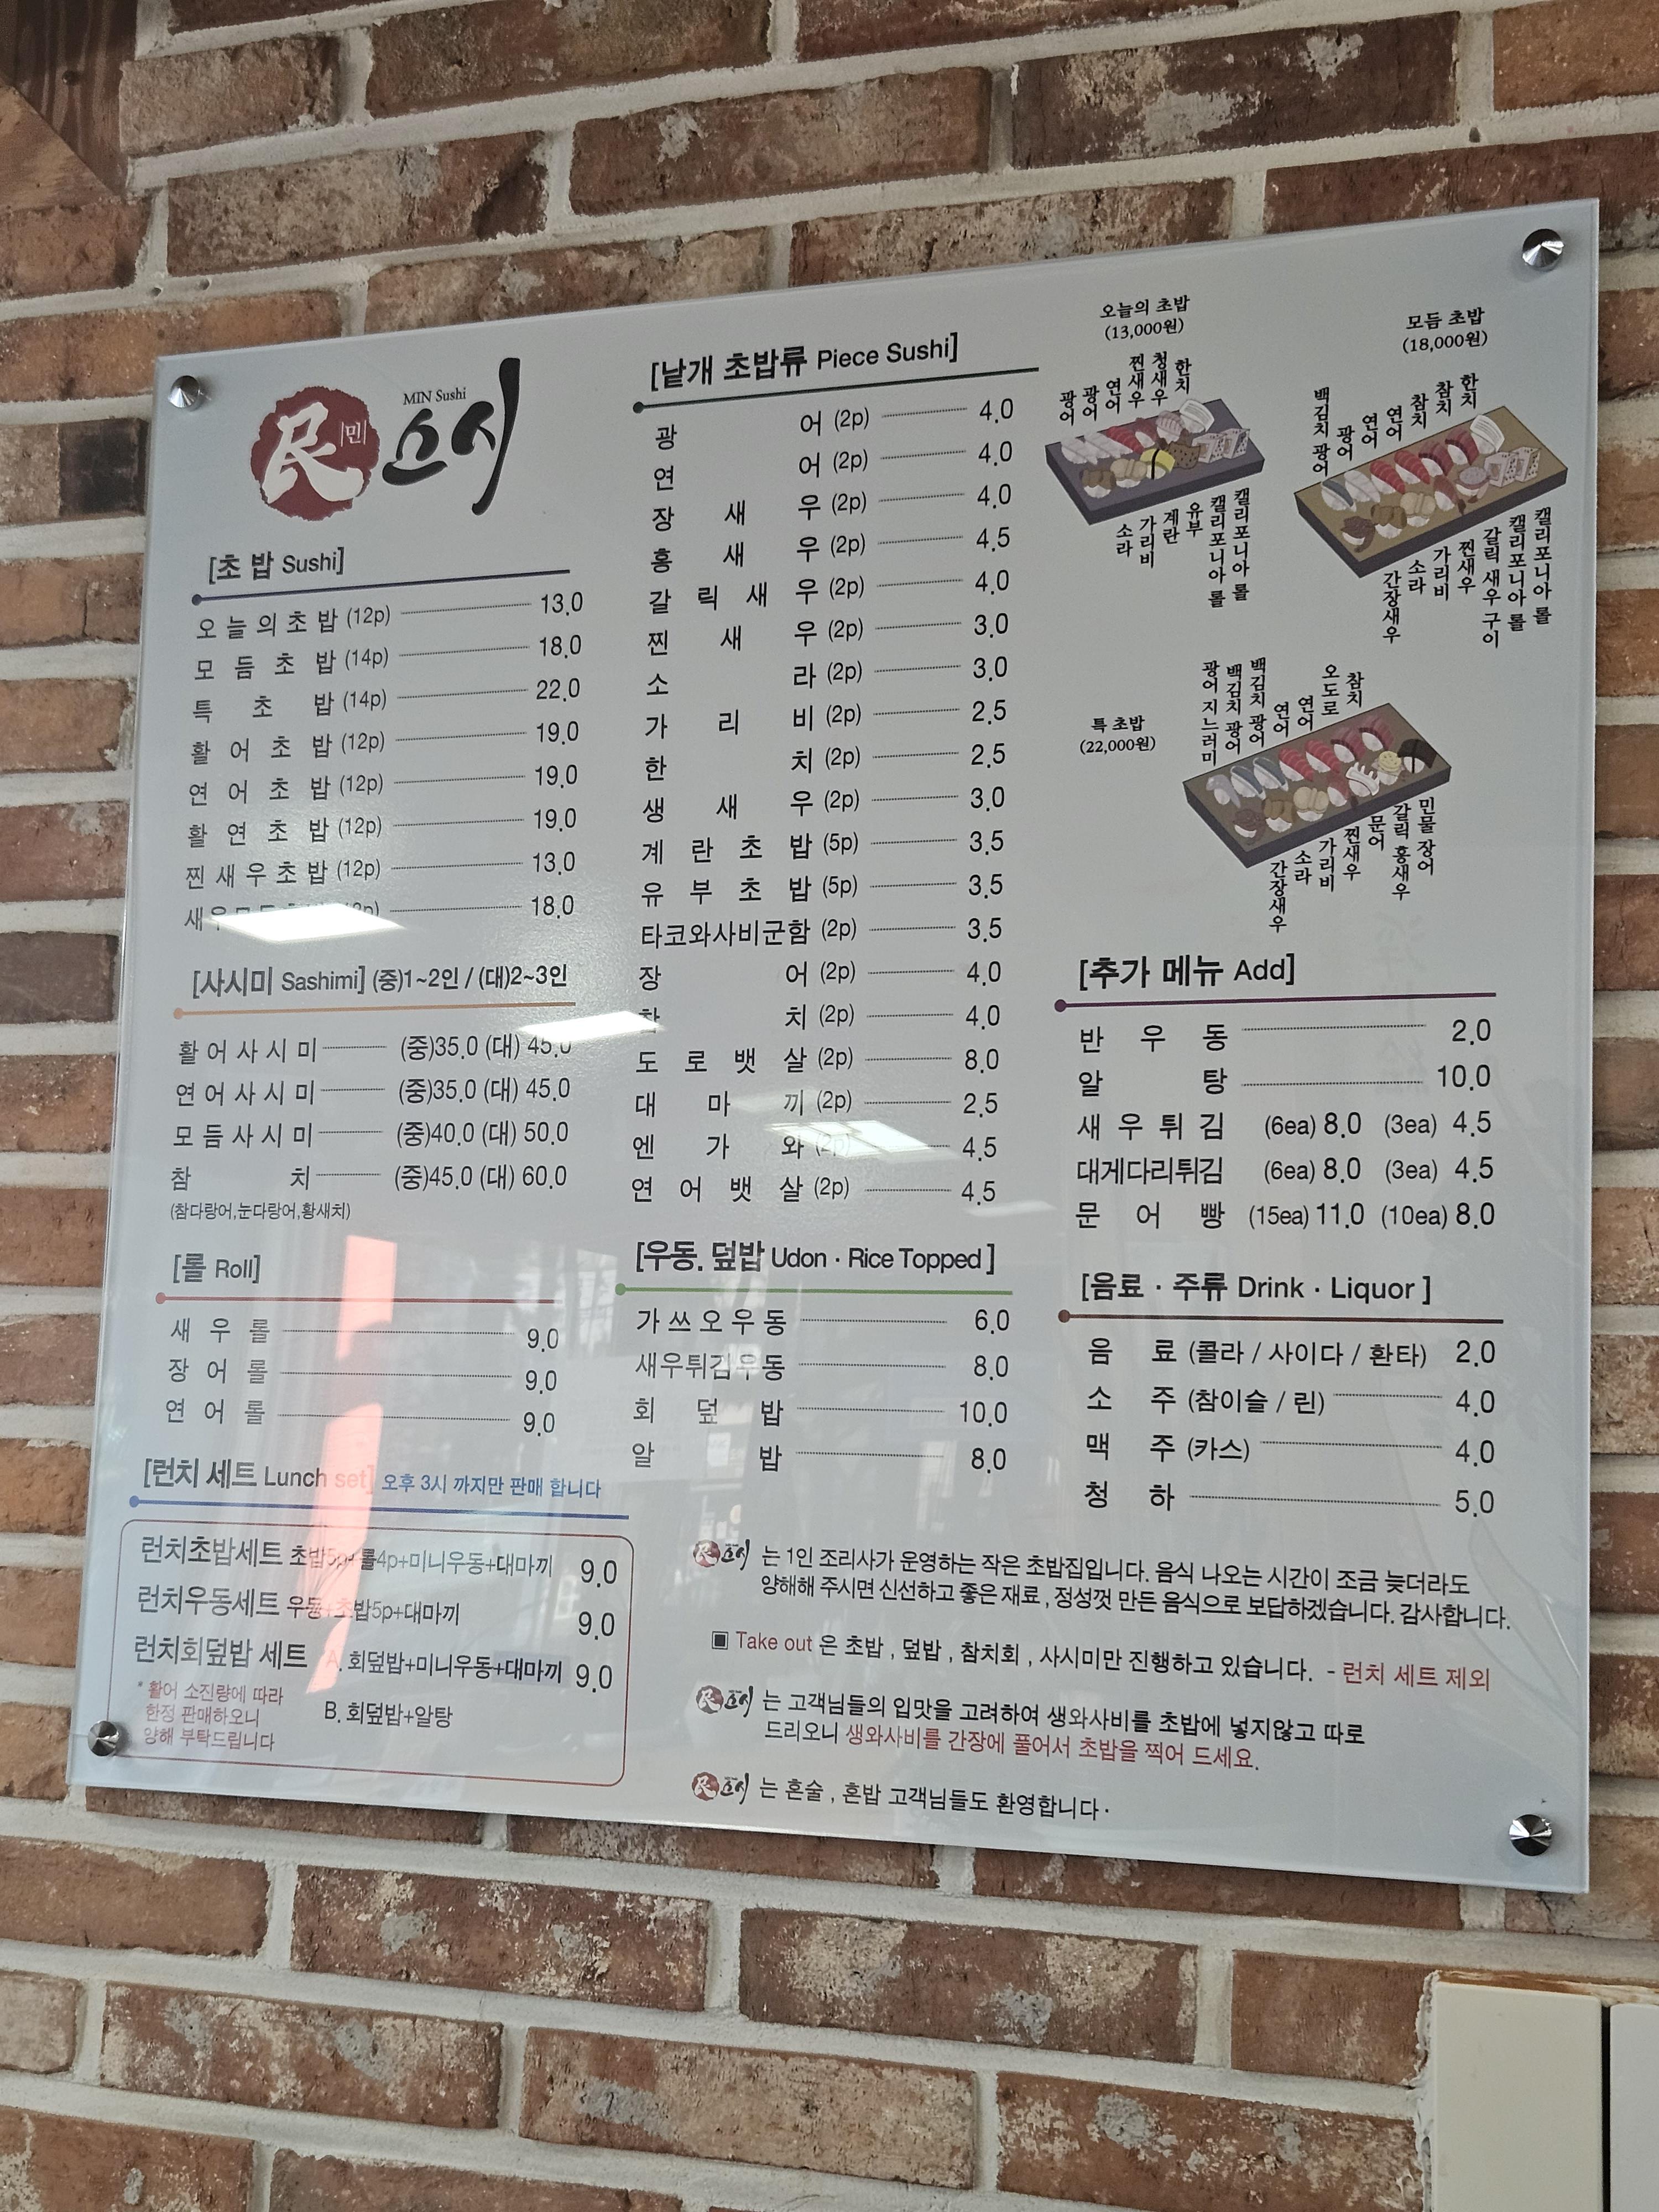 民 민 스시
MIN Sushi
[초 밥 Sushi]
오늘의초밥 (12p) 13.0
모듬초밥 (14p) 18.0
특초밥 (14p) 22.0
활어초밥 (12p) 19.0
연어초밥 (12p) 19.0
활연초밥 (12p) 19.0
찐새우초밥 (12p) 13.0
새우 18.0
[사시미 Sashimi] (중)1~2인 / (대)2~3인
활어사시미 (중)35.0 (대) 45.0
연어사시미 (중)35.0 (대) 45.0
모듬사시미 (중)40.0 (대) 50.0
참치 (중)45.0 (대) 60.0
(참다랑어,눈다랑어,황새치)
[롤 Roll]
새우롤 9.0
장어롤 9.0
연어롤 9.0
[런치 세트 Lunch set] 오후 3시 까지만 판매 합니다
런치초밥세트 초밥5p+롤4p+미니우동+대마끼 9.0
런치우동세트 우동+초밥5p+대마끼 9.0
런치회덮밥 세트 A. 회덮밥+미니우동+대마끼 9.0
B. 회덮밥+알탕
* 활어 소진량에 따라
한정 판매하오니
양해 부탁드립니다
[낱개 초밥류 Piece Sushi]
광어 (2p) 4.0
연어 (2p) 4.0
장새우 (2p) 4.0
홍새우 (2p) 4.5
갈릭새우 (2p) 4.0
찐새우 (2p) 3.0
소라 (2p) 3.0
가리비 (2p) 2.5
한치 (2p) 2.5
생새우 (2p) 3.0
계란초밥 (5p) 3.5
유부초밥 (5p) 3.5
타코와사비군함 (2p) 3.5
장어 (2p) 4.0
참치 (2p) 4.0
도로뱃살 (2p) 8.0
대마끼 (2p) 2.5
엔가와 (2p) 4.5
연어뱃살 (2p) 4.5
[우동. 덮밥 Udon · Rice Topped ]
가쓰오우동 6.0
새우튀김우동 8.0
회덮밥 10.0
알밥 8.0
오늘의 초밥
(13,000원)
광어
광어
연어
찐새우
청새우
한치
소라
가리비
계란
유부
캘리포니아 롤
캘리포니아 롤
모듬 초밥
(18,000원)
백김치 광어
광어
연어
연어
참치
참치
한치
간장새우
소라
가리비
찐새우
갈릭 새우 구이
캘리포니아 롤
캘리포니아 롤
특 초밥
(22,000원)
광어 지느러미
백김치 광어
백김치 광어
연어
연어
오도로
참치
간장새우
소라
가리비
찐새우
문어
갈릭 홍새우
민물 장어
[추가 메뉴 Add]
반우동 2.0
알탕 10.0
새우튀김 (6ea) 8.0 (3ea) 4.5
대게다리튀김 (6ea) 8.0 (3ea) 4.5
문어빵 (15ea) 11.0 (10ea) 8.0
[음료 · 주류 Drink · Liquor ]
음료 (콜라 / 사이다 / 환타) 2.0
소주 (참이슬 / 린) 4.0
맥주 (카스) 4.0
청하 5.0
民스시 는 1인 조리사가 운영하는 작은 초밥집입니다. 음식 나오는 시간이 조금 늦더라도
양해해 주시면 신선하고 좋은 재료 , 정성껏 만든 음식으로 보답하겠습니다. 감사합니다.
▣ Take out 은 초밥 , 덮밥 , 참치회 , 사시미만 진행하고 있습니다. - 런치 세트 제외
民스시 는 고객님들의 입맛을 고려하여 생와사비를 초밥에 넣지않고 따로
드리오니 생와사비를 간장에 풀어서 초밥을 찍어 드세요.
民스시 는 혼술 , 혼밥 고객님들도 환영합니다·